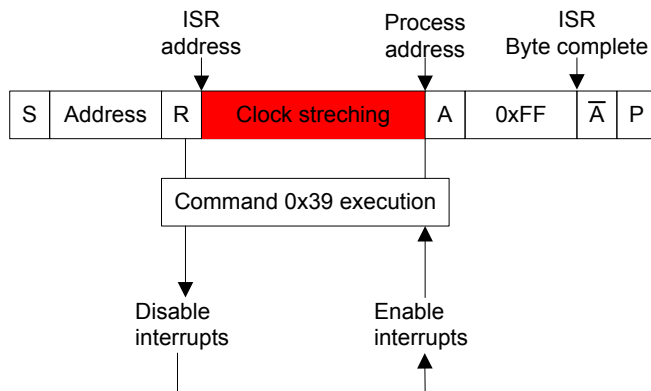 ISR
address
Process
address
ISR
Byte complete
S Address R Clock streching A 0xFF A̅ P
Command 0x39 execution
Disable
interrupts
Enable
interrupts